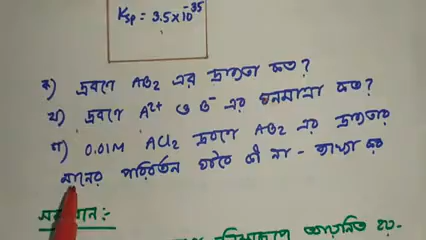 Ksp = 3.5×10⁻³⁵
ক) দ্রবণে AB₂ এর দ্রাব্যতা কত?
খ) দ্রবণে A²⁺ ও B⁻ এর ঘনমাত্রা কত?
গ) 0.01M ACl₂ দ্রবণে AB₂ এর দ্রাব্যতার
মানের পরিবর্তন ঘটবে কী না - ব্যাখ্যা কর
সমাধান:-